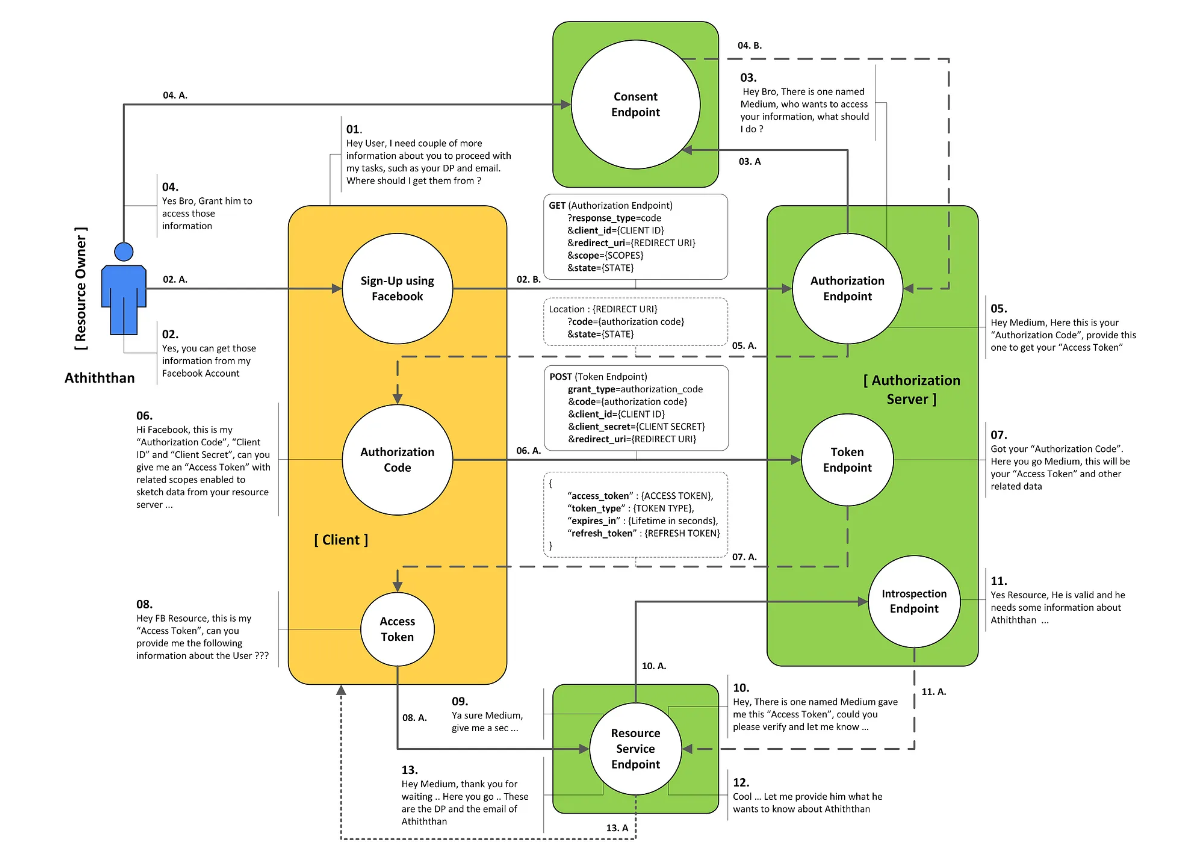 04. B.
03.
Hey Bro, There is one named
Medium, who wants to access
your information, what should
I do ?
04. A.
Consent
Endpoint
01.
Hey User, I need couple of more
information about you to proceed with
my tasks, such as your DP and email.
Where should I get them from ?
03. A
04.
Yes Bro, Grant him to
access those
information
GET (Authorization Endpoint)
?response_type=code
&client_id={CLIENT ID}
&redirect_uri={REDIRECT URI}
&scope={SCOPES}
&state={STATE}
[ Resource Owner ]
02. A.
Sign-Up using
Facebook
02. B.
Authorization
Endpoint
Location : {REDIRECT URI}
?code={authorization code}
&state={STATE}
05.
Hey Medium, Here this is your
“Authorization Code”, provide this
one to get your “Access Token”
02.
Yes, you can get those
information from my
Facebook Account
05. A.
Athiththan
POST (Token Endpoint)
grant_type=authorization_code
&code={authorization code}
&client_id={CLIENT ID}
&client_secret={CLIENT SECRET}
&redirect_uri={REDIRECT URI}
[ Authorization
Server ]
06.
Hi Facebook, this is my
“Authorization Code”, “Client
ID” and “Client Secret”, can you
give me an “Access Token” with
related scopes enabled to
sketch data from your resource
server ...
Authorization
Code
06. A.
Token
Endpoint
07.
Got your “Authorization Code”.
Here you go Medium, this will be
your “Access Token” and other
related data
{
“access_token” : {ACCESS TOKEN},
“token_type” : {TOKEN TYPE},
“expires_in” : {Lifetime in seconds},
“refresh_token” : {REFRESH TOKEN}
}
[ Client ]
07. A.
08.
Hey FB Resource, this is my
“Access Token”, can you
provide me the following
information about the User ???
Access
Token
Introspection
Endpoint
11.
Yes Resource, He is valid and he
needs some information about
Athiththan ...
10. A.
11. A.
08. A.
09.
Ya sure Medium,
give me a sec ...
10.
Hey, There is one named Medium gave
me this “Access Token”, could you
please verify and let me know ...
Resource
Service
Endpoint
13.
Hey Medium, thank you for
waiting .. Here you go .. These
are the DP and the email of
Athiththan
12.
Cool ... Let me provide him what he
wants to know about Athiththan
13. A